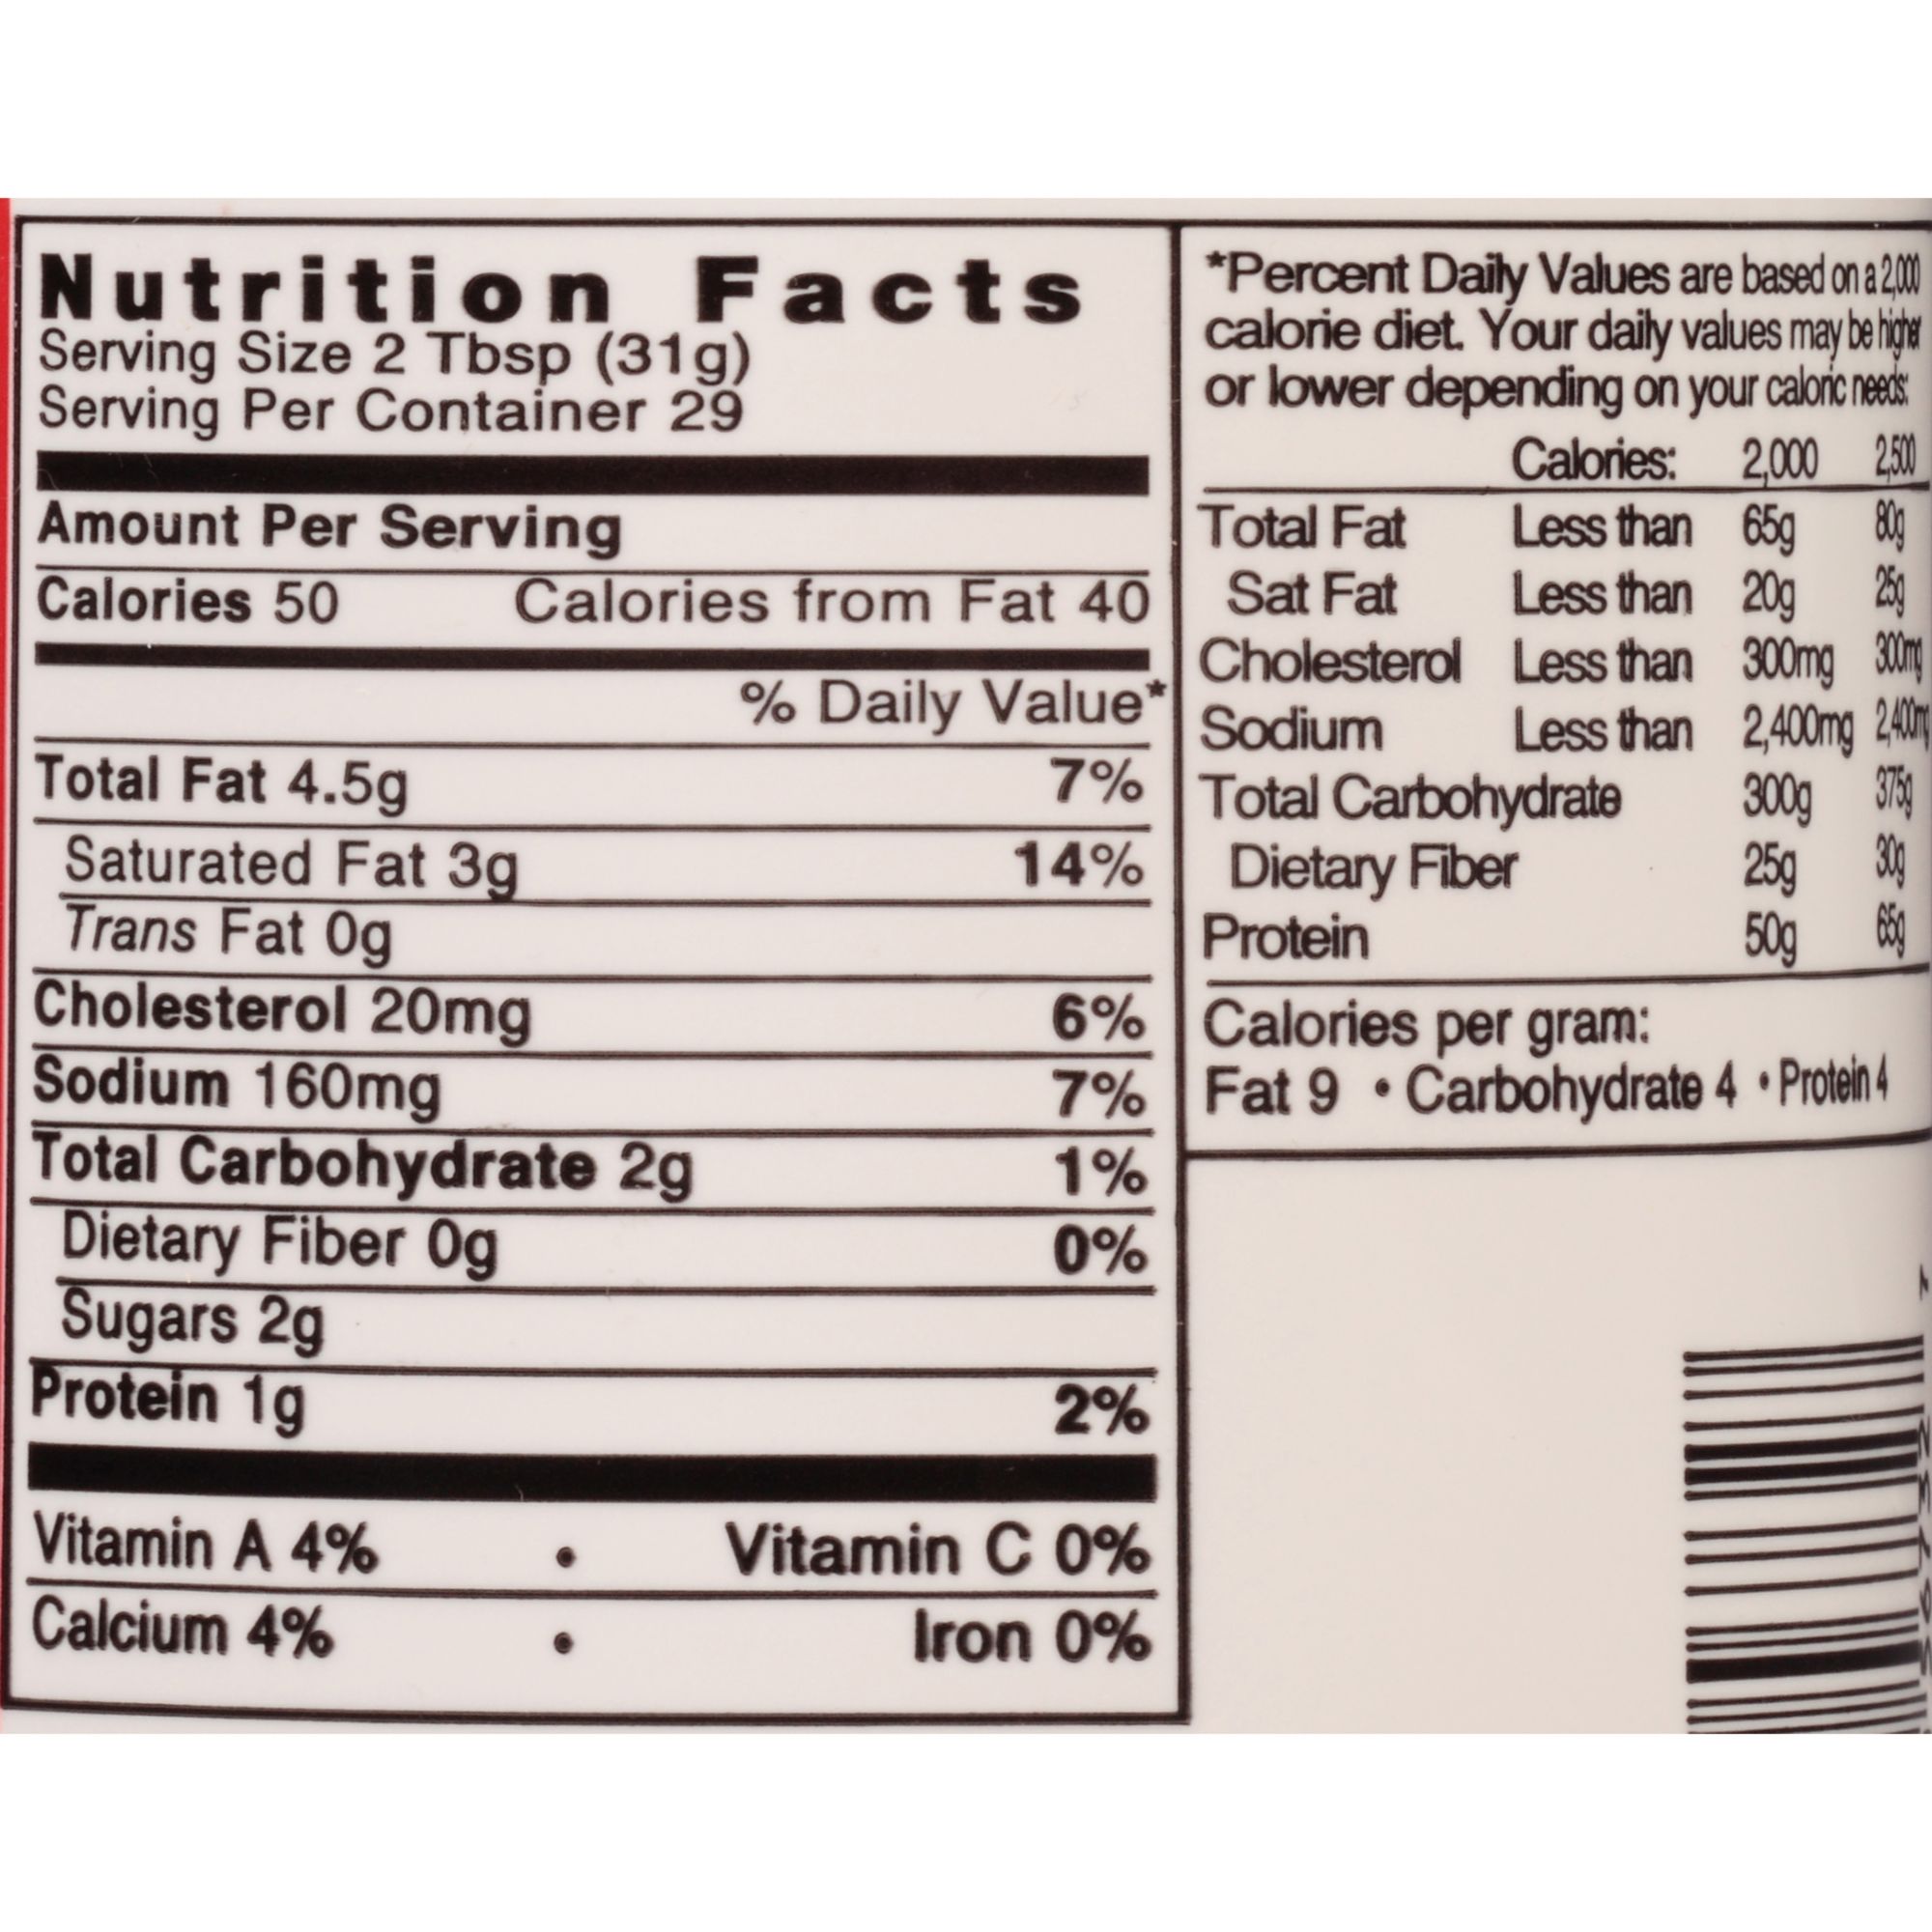 Nutrition Facts
Serving Size 2 Tbsp (31g)
Serving Per Container 29
Amount Per Serving
Calories 50 Calories from Fat 40
% Daily Value*
Total Fat 4.5g 7%
Saturated Fat 3g 14%
Trans Fat 0g
Cholesterol 20mg 6%
Sodium 160mg 7%
Total Carbohydrate 2g 1%
Dietary Fiber 0g 0%
Sugars 2g
Protein 1g 2%
Vitamin A 4% • Vitamin C 0%
Calcium 4% • Iron 0%
*Percent Daily Values are based on a 2,000
calorie diet. Your daily values may be higher
or lower depending on your caloric needs:
Calories: 2,000 2,500
Total Fat Less than 65g 80g
Sat Fat Less than 20g 25g
Cholesterol Less than 300mg 300mg
Sodium Less than 2,400mg 2,400mg
Total Carbohydrate 300g 375g
Dietary Fiber 25g 30g
Protein 50g 65g
Calories per gram:
Fat 9 • Carbohydrate 4 • Protein 4